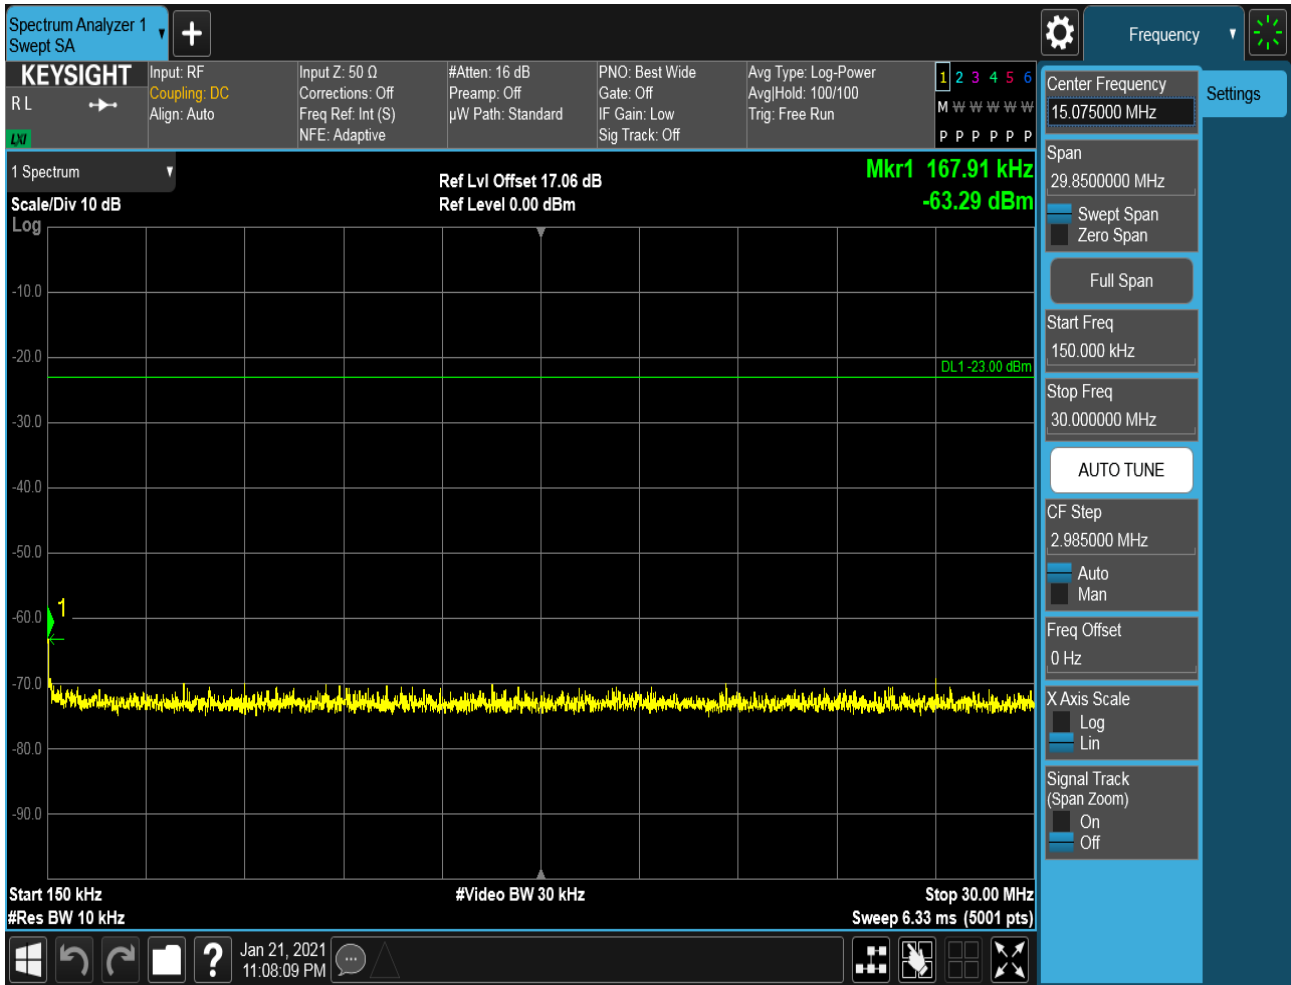 Spectrum Analyzer 1
Swept SA
Frequency
KEYSIGHT
R L
LXI
Input: RF
Coupling: DC
Align: Auto
Input Z: 50 Ω
Corrections: Off
Freq Ref: Int (S)
NFE: Adaptive
#Atten: 16 dB
Preamp: Off
µW Path: Standard
PNO: Best Wide
Gate: Off
IF Gain: Low
Sig Track: Off
Avg Type: Log-Power
Avg|Hold: 100/100
Trig: Free Run
1 2 3 4 5 6
M W W W W W
P P P P P P
1 Spectrum
Scale/Div 10 dB
Log
Ref Lvl Offset 17.06 dB
Ref Level 0.00 dBm
Mkr1 167.91 kHz
-63.29 dBm
-10.0
-20.0
DL1 -23.00 dBm
-30.0
-40.0
-50.0
-60.0
1
-70.0
-80.0
-90.0
Start 150 kHz
#Res BW 10 kHz
#Video BW 30 kHz
Stop 30.00 MHz
Sweep 6.33 ms (5001 pts)
Jan 21, 2021
11:08:09 PM
?
Center Frequency
15.075000 MHz
Settings
Span
29.8500000 MHz
Swept Span
Zero Span
Full Span
Start Freq
150.000 kHz
Stop Freq
30.000000 MHz
AUTO TUNE
CF Step
2.985000 MHz
Auto
Man
Freq Offset
0 Hz
X Axis Scale
Log
Lin
Signal Track
(Span Zoom)
On
Off